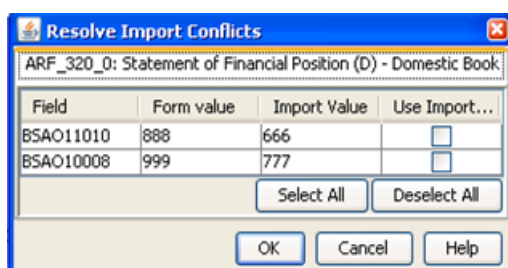 Resolve Import Conflicts
ARF_320_0: Statement of Financial Position (D) - Domestic Book
Field Form value Import Value Use Import...
BSAO11010 888 666
BSAO10008 999 777
Select All Deselect All
OK Cancel Help